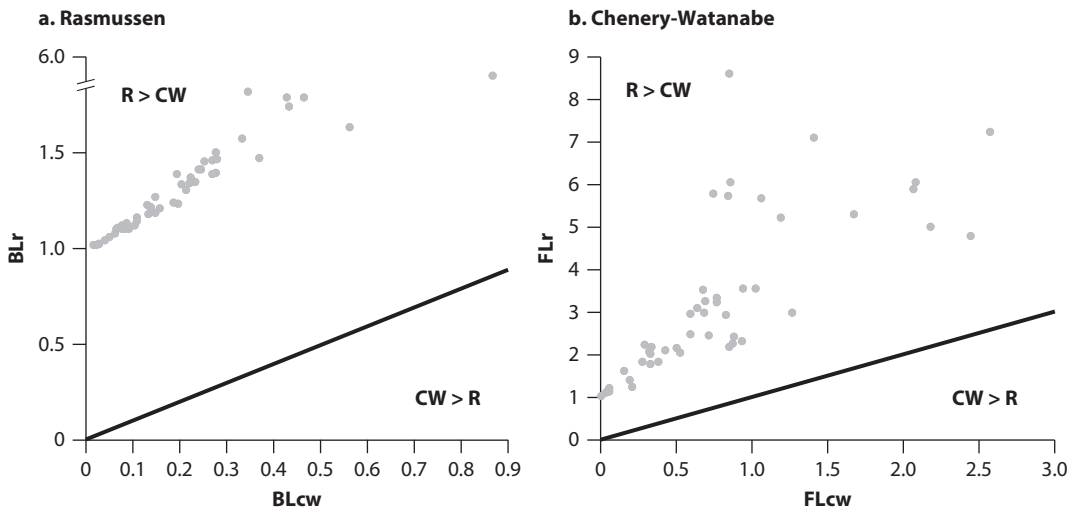 a. Rasmussen
6.0
1.5
1.0
0.5
0
BLr
R > CW
CW > R
0 0.1 0.2 0.3 0.4 0.5 0.6 0.7 0.8 0.9
BLcw
b. Chenery-Watanabe
9
8
7
6
5
4
3
2
1
0
FLr
R > CW
CW > R
0 0.5 1.0 1.5 2.0 2.5 3.0
FLcw